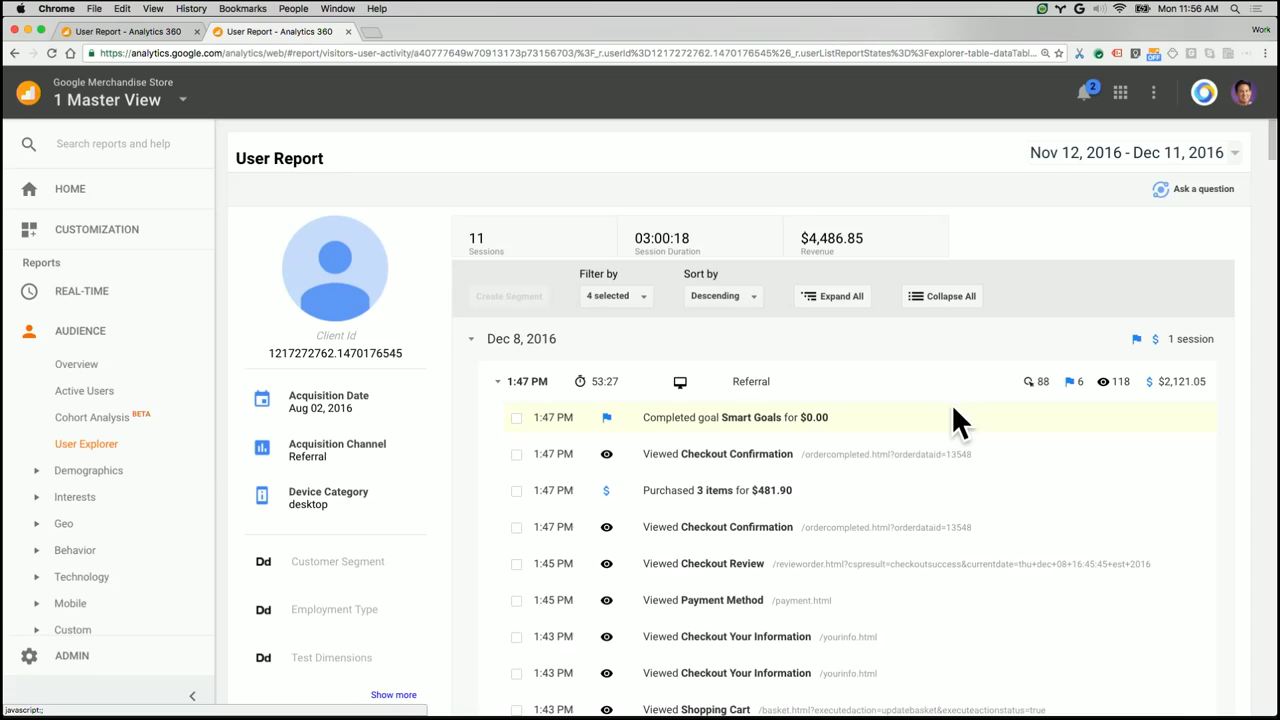 Chrome File Edit View History Bookmarks People Window Help Mon 11:56 AM
User Report - Analytics 360 × User Report - Analytics 360 × Work
https://analytics.google.com/analytics/web/#report/visitors-user-activity/a40777649w70913173p73156703/%3F_r.userId%3D1217272762.1470176545%26_r.userListReportStates%3D%3Fexplorer-table-dataTabl...
Google Merchandise Store
1 Master View
2
Search reports and help
HOME
CUSTOMIZATION
Reports
REAL-TIME
AUDIENCE
Overview
Active Users
Cohort Analysis BETA
User Explorer
Demographics
Interests
Geo
Behavior
Technology
Mobile
Custom
ADMIN
javascript:;
User Report
Nov 12, 2016 - Dec 11, 2016
Ask a question
Client Id
1217272762.1470176545
Acquisition Date
Aug 02, 2016
Acquisition Channel
Referral
Device Category
desktop
Dd Customer Segment
Dd Employment Type
Dd Test Dimensions
Show more
11 03:00:18 $4,486.85
Sessions Session Duration Revenue
Filter by Sort by
Create Segment 4 selected Descending Expand All Collapse All
Dec 8, 2016 $ 1 session
1:47 PM 53:27 Referral 88 6 118 $ $2,121.05
1:47 PM Completed goal Smart Goals for $0.00
1:47 PM Viewed Checkout Confirmation /ordercompleted.html?orderdataid=13548
1:47 PM $ Purchased 3 items for $481.90
1:47 PM Viewed Checkout Confirmation /ordercompleted.html?orderdataid=13548
1:45 PM Viewed Checkout Review /revieworder.html?cspresult=checkoutsuccess&currentdate=thu+dec+08+16:45:45+est+2016
1:45 PM Viewed Payment Method /payment.html
1:43 PM Viewed Checkout Your Information /yourinfo.html
1:43 PM Viewed Checkout Your Information /yourinfo.html
1:43 PM Viewed Shopping Cart /basket.html?executedaction=updatebasket&executeactionstatus=true